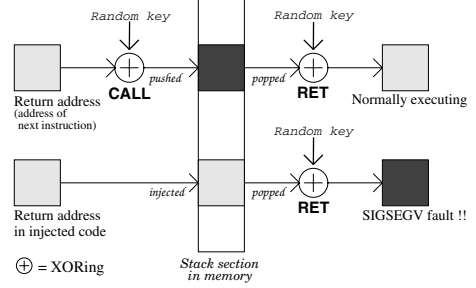 Random key
Random key
pushed
popped
CALL
RET
Return address
(address of
next instruction)
Normally executing
Random key
injected
popped
RET
Return address
in injected code
SIGSEGV fault !!
⊕ = XORing
Stack section
in memory